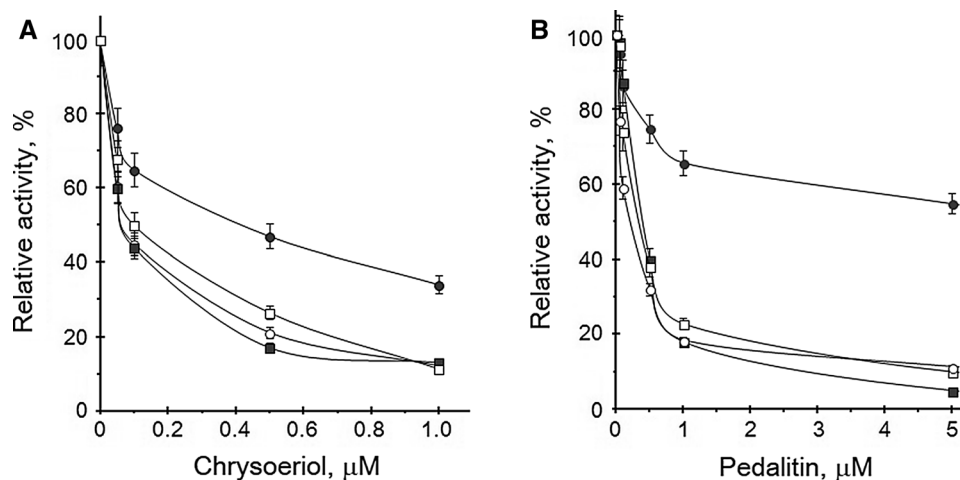 A
Relative activity, %
100
80
60
40
20
0
0 0.2 0.4 0.6 0.8 1.0
Chrysoeriol, µM
B
Relative activity, %
100
80
60
40
20
0
0 1 2 3 4 5
Pedalitin, µM